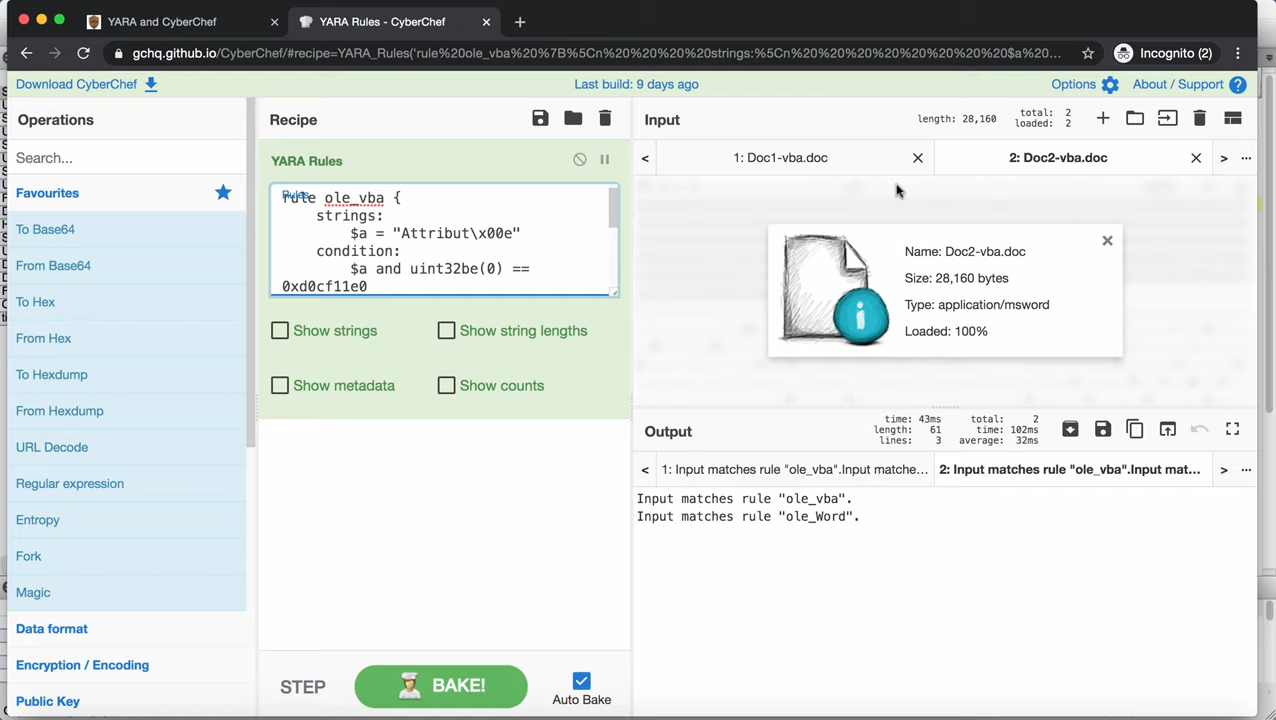 YARA and CyberChef
YARA Rules - CyberChef
gchq.github.io/CyberChef/#recipe=YARA_Rules('rule%20ole_vba%20%7B%5Cn%20%20%20%20strings:%5Cn%20%20%20%20%20%20%20%20$a%20...
Incognito (2)
Download CyberChef
Last build: 9 days ago
Options
About / Support
Operations
Search...
Favourites
To Base64
From Base64
To Hex
From Hex
To Hexdump
From Hexdump
URL Decode
Regular expression
Entropy
Fork
Magic
Data format
Encryption / Encoding
Public Key
Recipe
YARA Rules
Rules
rule ole_vba {
strings:
$a = "Attribut\x00e"
condition:
$a and uint32be(0) ==
0xd0cf11e0
Show strings
Show string lengths
Show metadata
Show counts
STEP
BAKE!
Auto Bake
Input
length: 28,160
total: 2
loaded: 2
1: Doc1-vba.doc
2: Doc2-vba.doc
Name: Doc2-vba.doc
Size: 28,160 bytes
Type: application/msword
Loaded: 100%
Output
time: 43ms
length: 61
lines: 3
total: 2
time: 102ms
average: 32ms
1: Input matches rule "ole_vba".Input matche...
2: Input matches rule "ole_vba".Input mat...
Input matches rule "ole_vba".
Input matches rule "ole_Word".